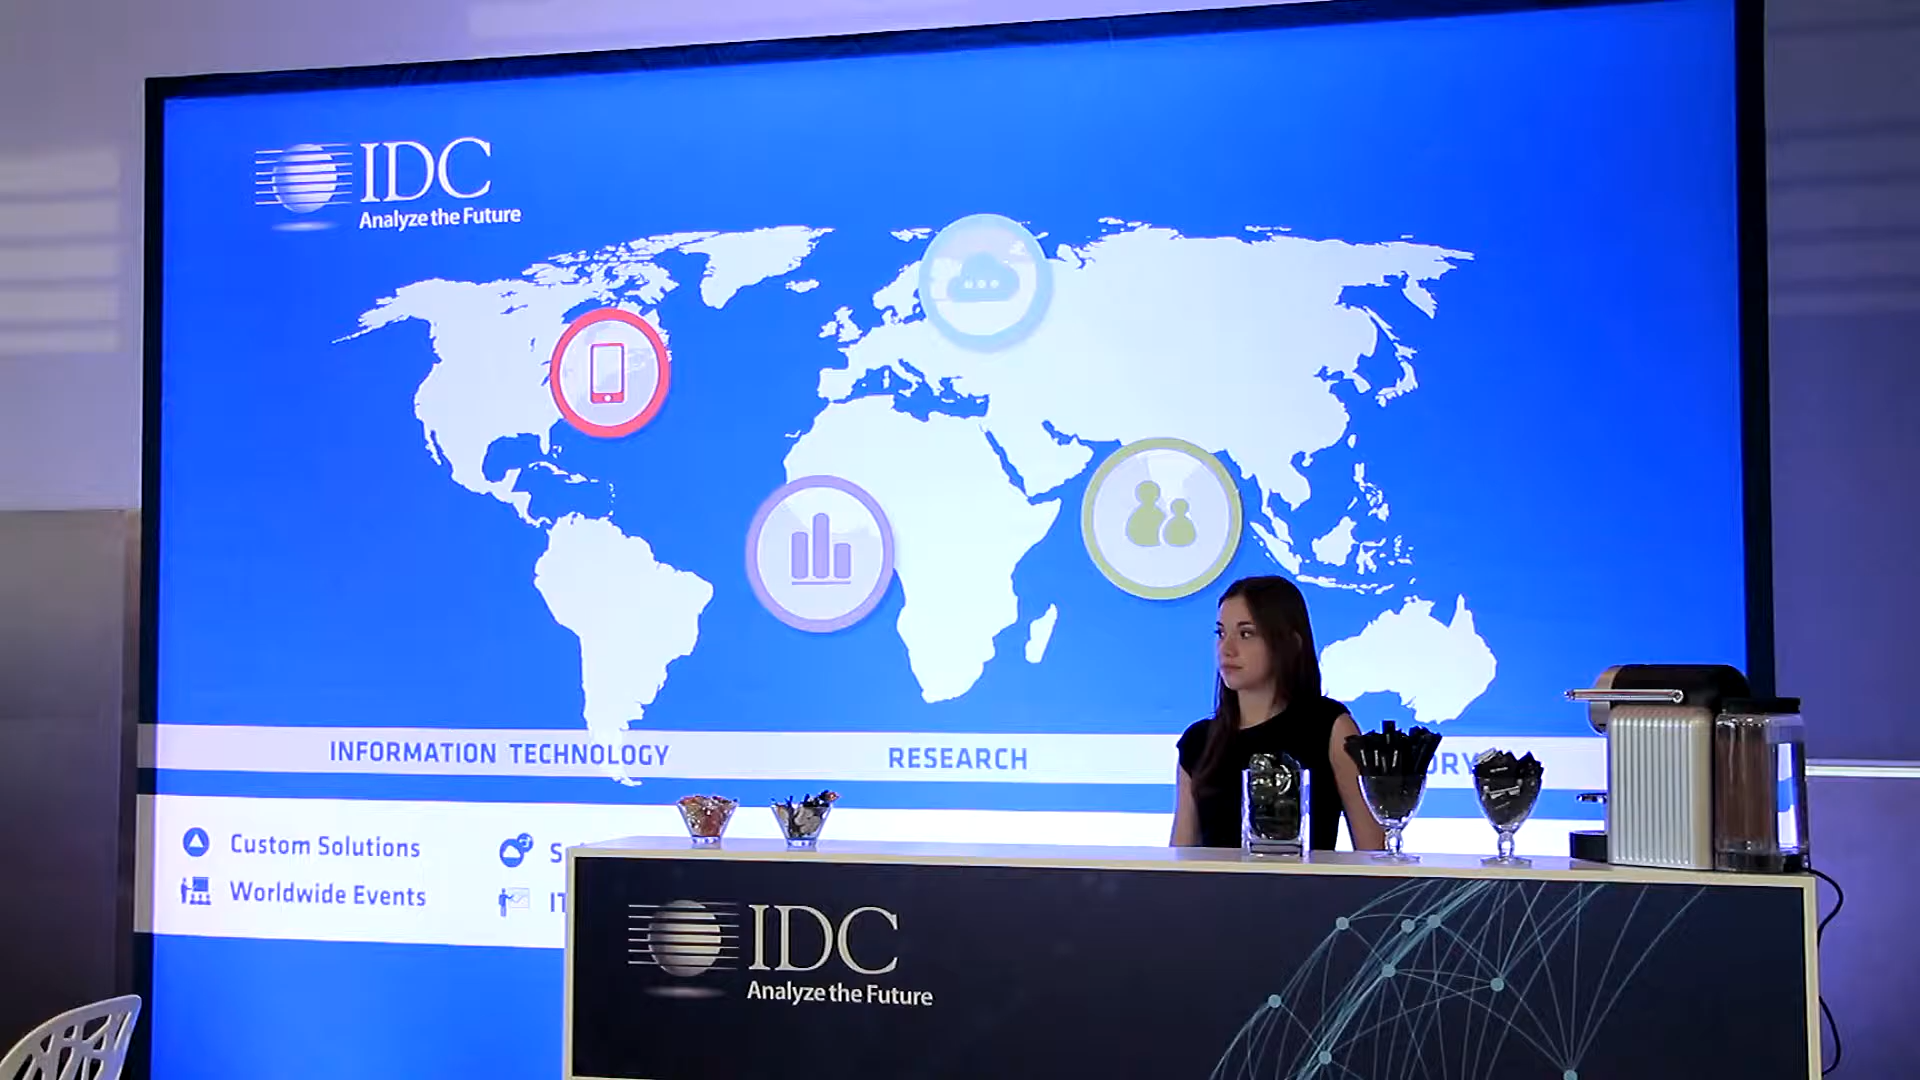 IDC
Analyze the Future
INFORMATION TECHNOLOGY
RESEARCH
Custom Solutions
Worldwide Events
IDC
Analyze the Future